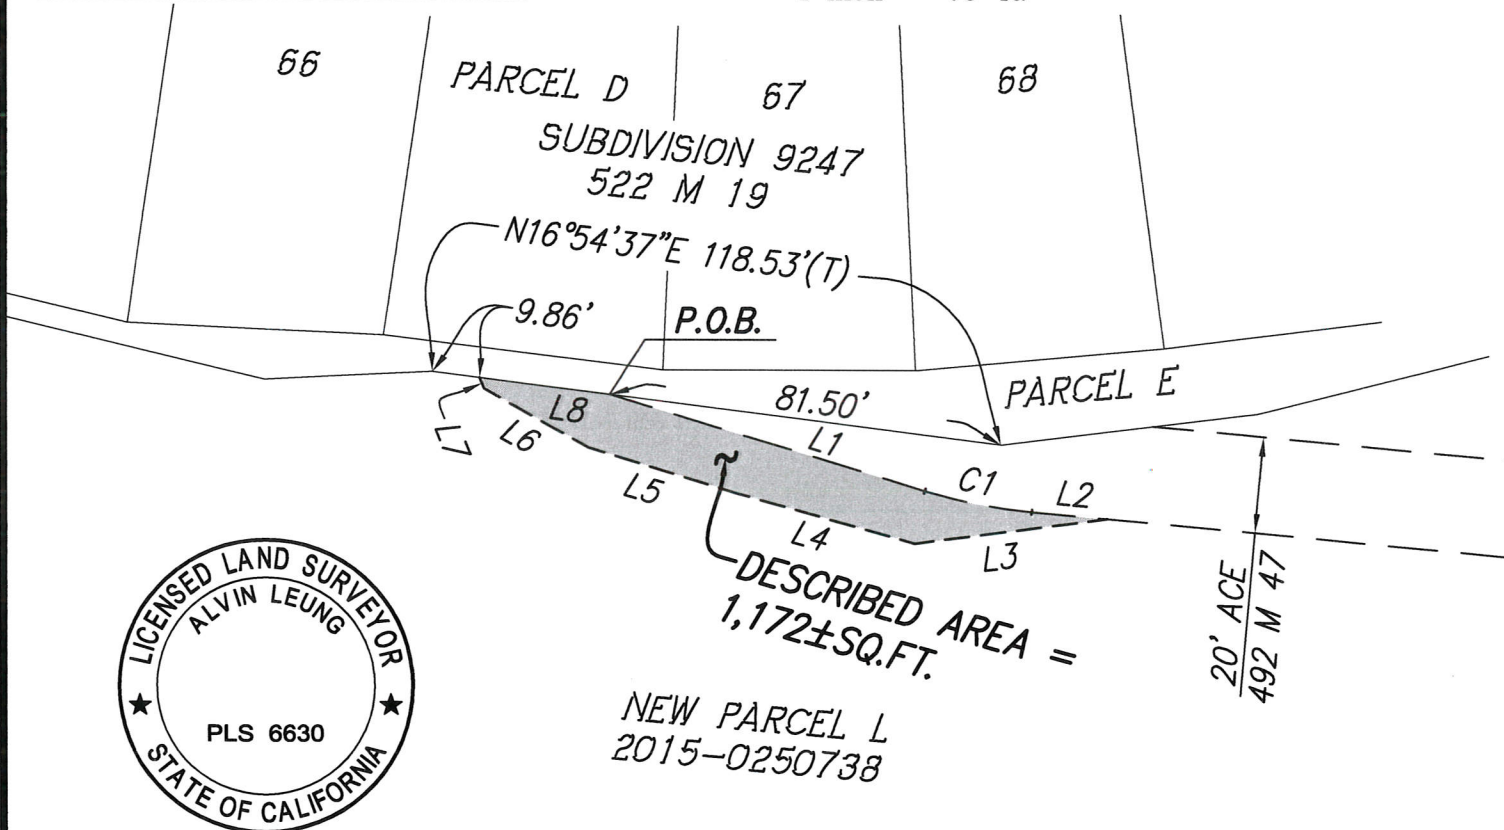 66
PARCEL D
67
68
SUBDIVISION 9247
522 M 19
N16°54'37"E 118.53'(T)
9.86'
P.O.B.
81.50'
PARCEL E
L8
L7
L6
L1
C1
L2
L5
L4
L3
DESCRIBED AREA =
1,172±SQ.FT.
20' ACE
492 M 47
NEW PARCEL L
2015-0250738
LICENSED LAND SURVEYOR
ALVIN LEUNG
PLS 6630
STATE OF CALIFORNIA